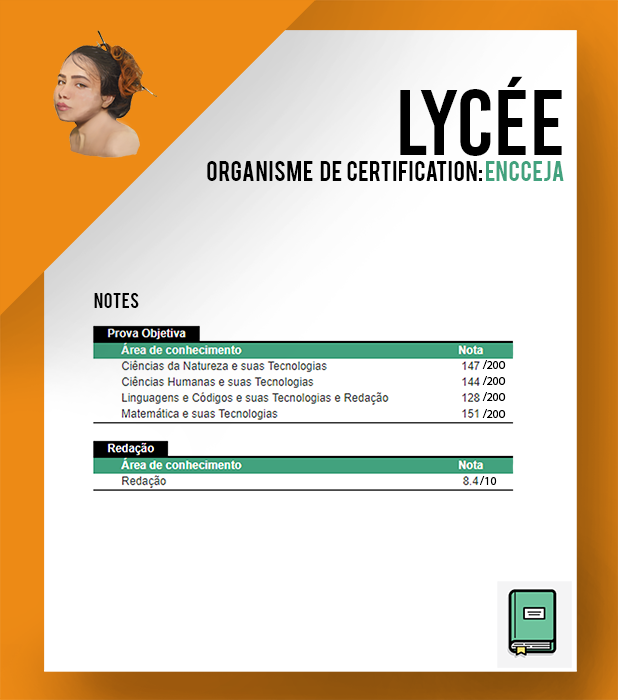 LYCÉE
ORGANISME DE CERTIFICATION: ENCCEJA
NOTES
Prova Objetiva
Área de conhecimento Nota
Ciências da Natureza e suas Tecnologias 147 /200
Ciências Humanas e suas Tecnologias 144 /200
Linguagens e Códigos e suas Tecnologias e Redação 128 /200
Matemática e suas Tecnologias 151 /200
Redação
Área de conhecimento Nota
Redação 8.4/10